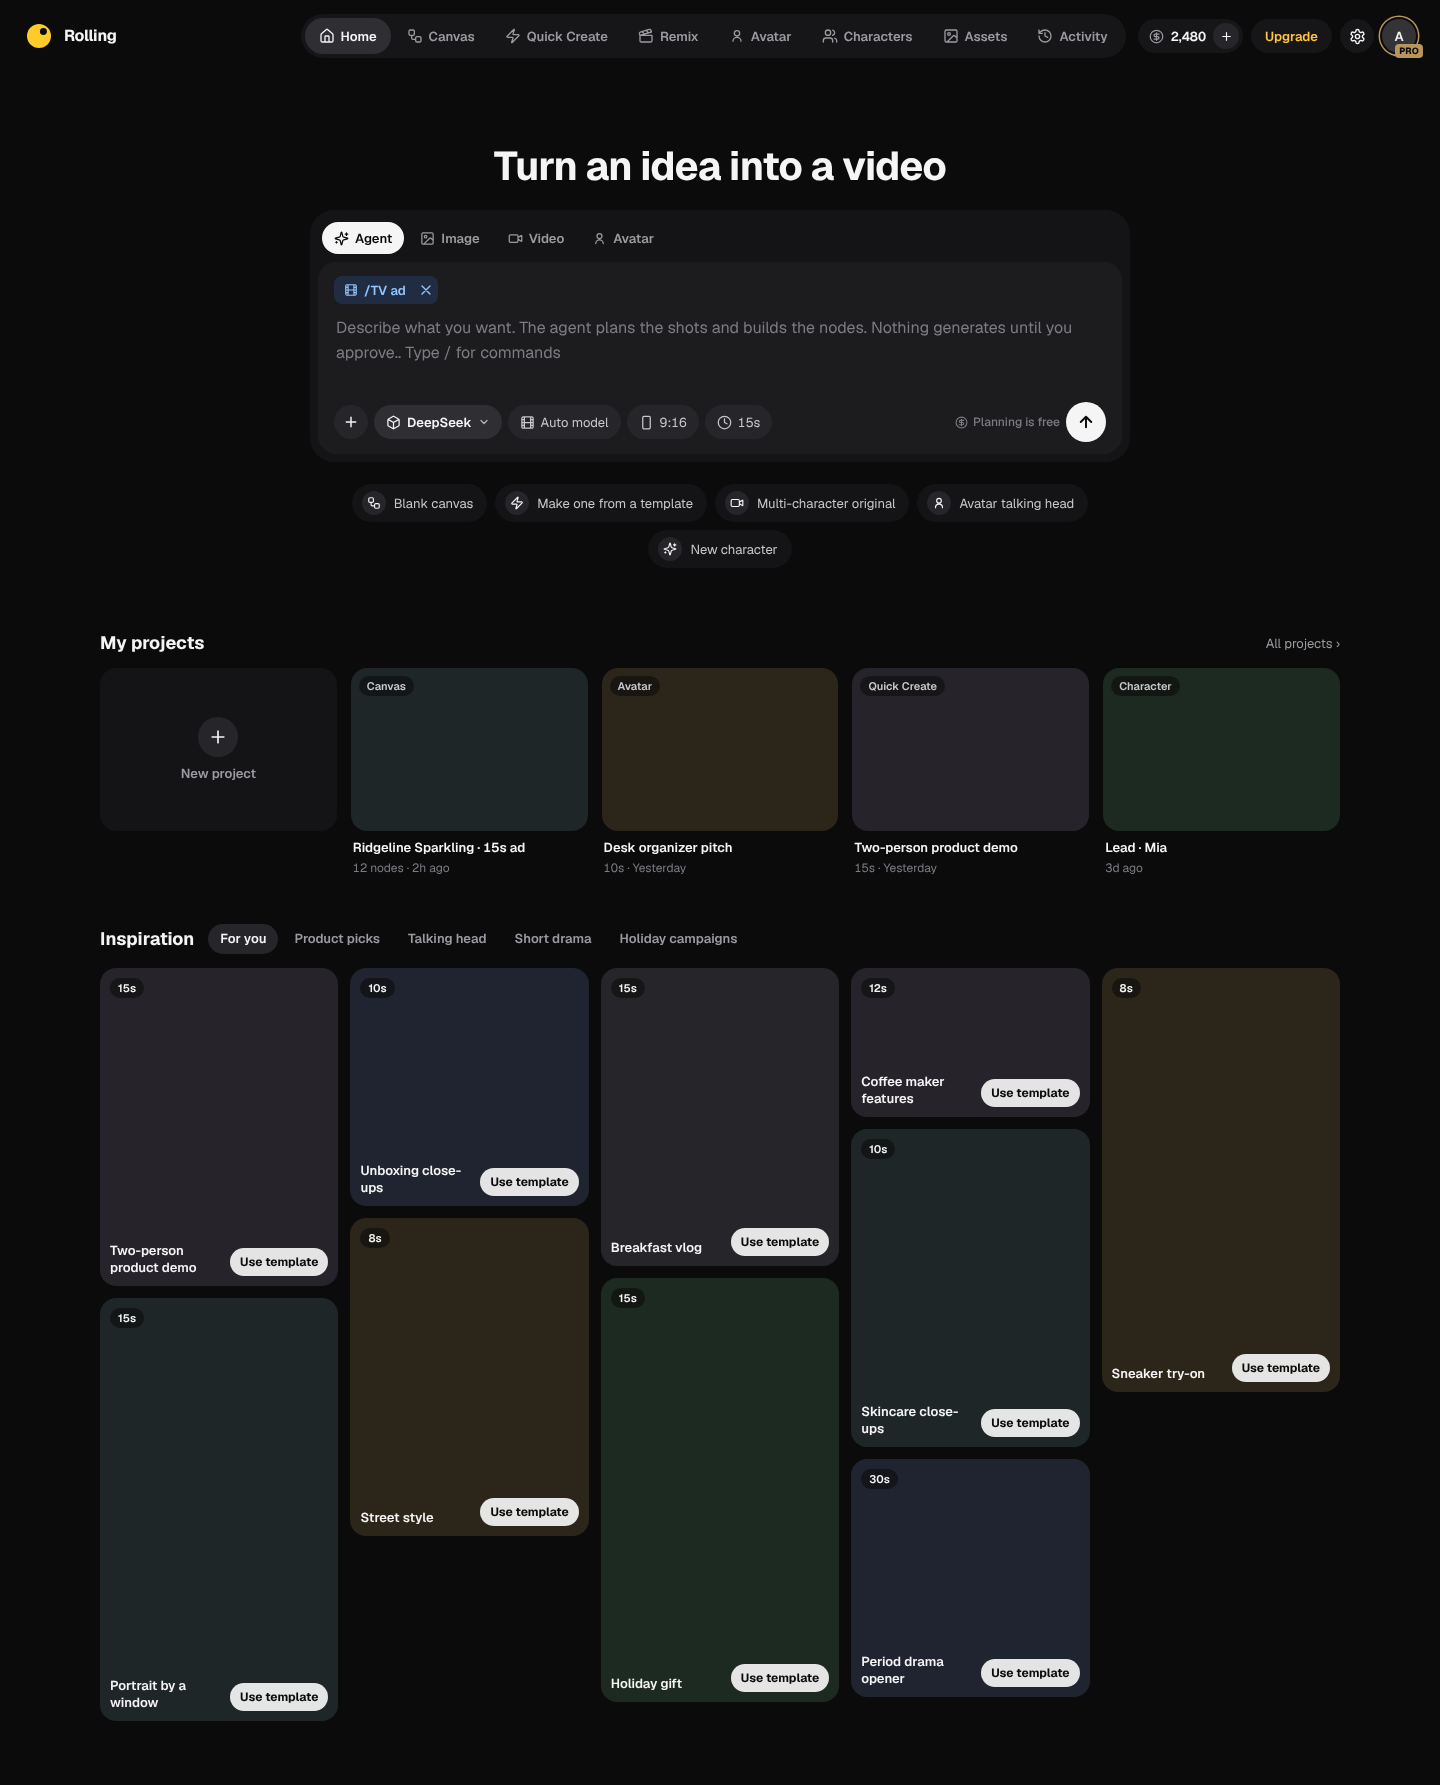 Rolling
Home
Canvas
Quick Create
Remix
Avatar
Characters
Assets
Activity
2,480
Upgrade
A
PRO
Turn an idea into a video
Agent
Image
Video
Avatar
/TV ad
Describe what you want. The agent plans the shots and builds the nodes. Nothing generates until you
approve.. Type / for commands
DeepSeek
Auto model
9:16
15s
Planning is free
Blank canvas
Make one from a template
Multi-character original
Avatar talking head
New character
My projects
All projects ›
New project
Canvas
Ridgeline Sparkling · 15s ad
12 nodes · 2h ago
Avatar
Desk organizer pitch
10s · Yesterday
Quick Create
Two-person product demo
15s · Yesterday
Character
Lead · Mia
3d ago
Inspiration
For you
Product picks
Talking head
Short drama
Holiday campaigns
15s
Two-person
product demo
Use template
15s
Portrait by a
window
Use template
10s
Unboxing close-
ups
Use template
8s
Street style
Use template
15s
Breakfast vlog
Use template
15s
Holiday gift
Use template
12s
Coffee maker
features
Use template
10s
Skincare close-
ups
Use template
30s
Period drama
opener
Use template
8s
Sneaker try-on
Use template